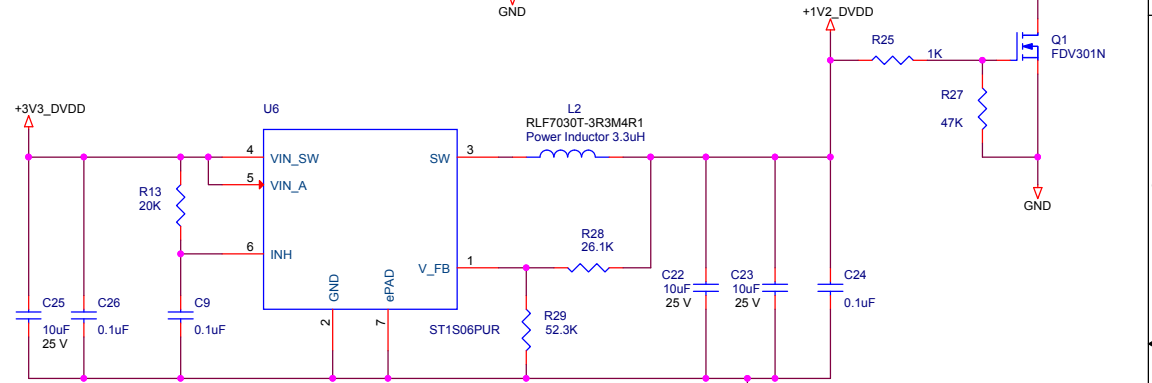 GND
+1V2_DVDD
R25
1K
Q1
FDV301N
R27
47K
GND
+3V3_DVDD
U6
L2
RLF7030T-3R3M4R1
Power Inductor 3.3uH
4
VIN_SW
SW
3
5
VIN_A
R13
20K
6
INH
V_FB
1
R28
26.1K
GND
ePAD
2
7
ST1S06PUR
R29
52.3K
C25
10uF
25 V
C26
0.1uF
C9
0.1uF
C22
10uF
25 V
C23
10uF
25 V
C24
0.1uF